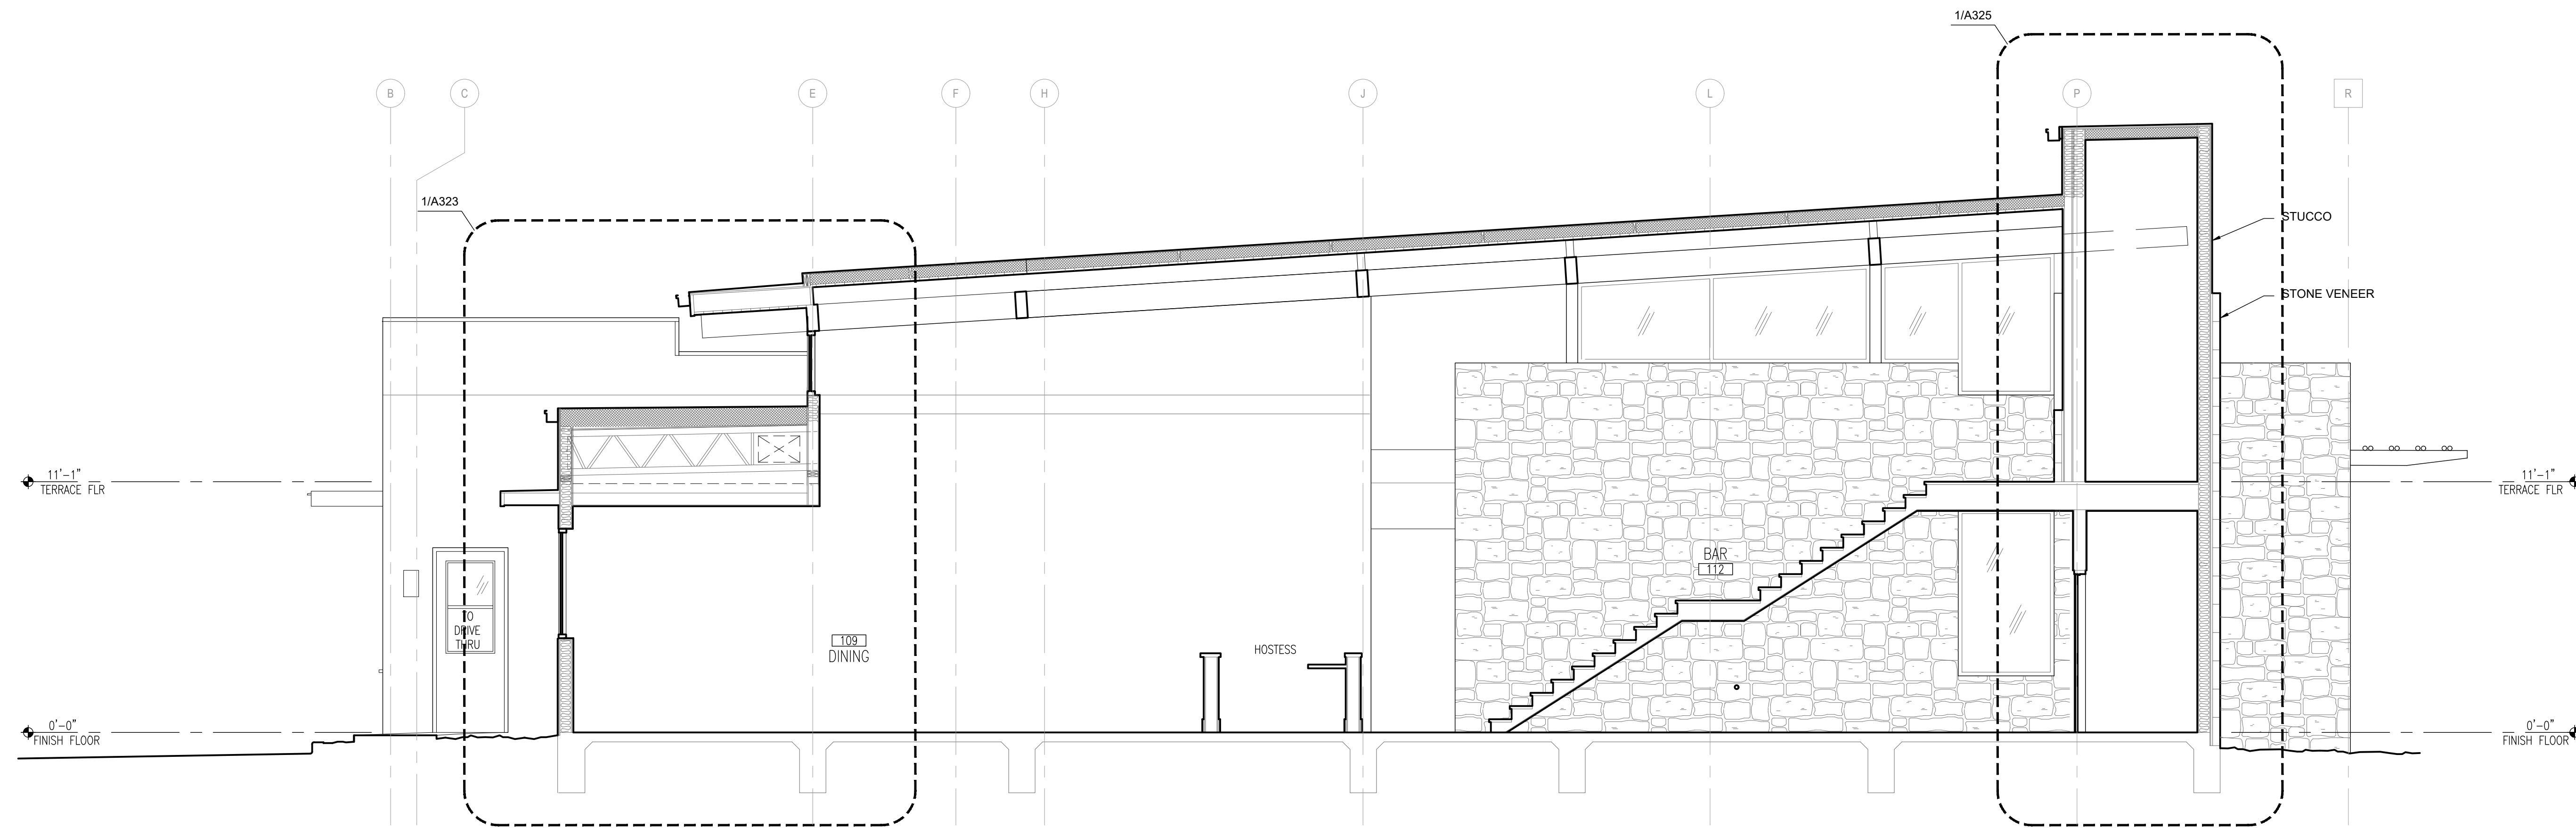 1/A325
B
C
E
F
H
J
L
P
R
1/A323
STUCCO
STONE VENEER
11'-1"
TERRACE FLR
11'-1"
TERRACE FLR
BAR
112
TO
DRIVE
THRU
109
DINING
HOSTESS
0'-0"
FINISH FLOOR
0'-0"
FINISH FLOOR